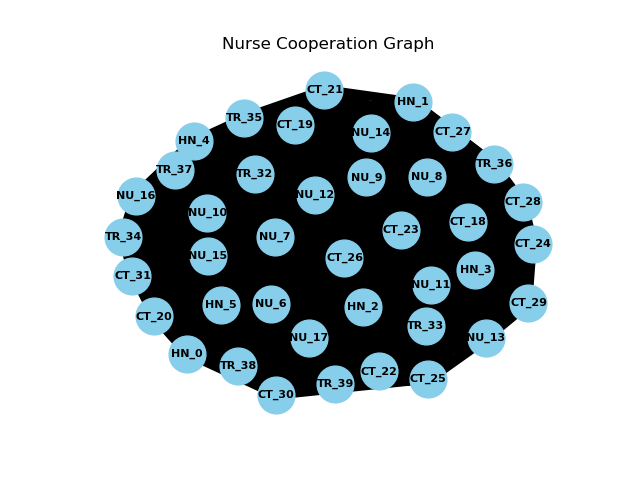 Nurse Cooperation Graph
CT_21
HN_1
TR_35
CT_19
NU_14
CT_27
HN_4
TR_37
TR_32
NU_9
NU_8
TR_36
NU_16
NU_12
CT_28
NU_10
CT_18
CT_23
TR_34
NU_7
CT_24
NU_15
CT_26
HN_3
CT_31
NU_11
HN_5
NU_6
HN_2
CT_29
CT_20
TR_33
NU_17
NU_13
HN_0
TR_38
CT_22
CT_25
TR_39
CT_30